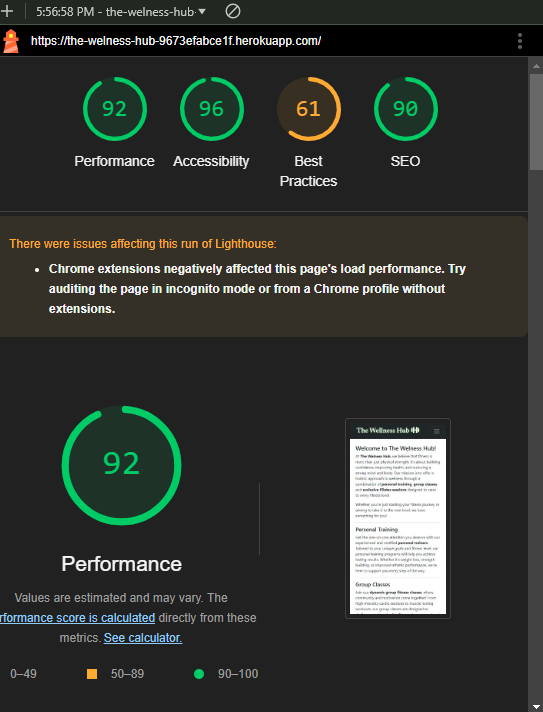 5:56:58 PM - the-welness-hub
https://the-welness-hub-9673efabce1f.herokuapp.com/
92
96
61
90
Performance
Accessibility
Best
Practices
SEO
There were issues affecting this run of Lighthouse:
• Chrome extensions negatively affected this page's load performance. Try
auditing the page in incognito mode or from a Chrome profile without
extensions.
92
Performance
Values are estimated and may vary. The
rformance score is calculated directly from these
metrics. See calculator.
0–49
50–89
90–100
The Wellness Hub
Welcome to The Wellness Hub!
Personal Training
Group Classes